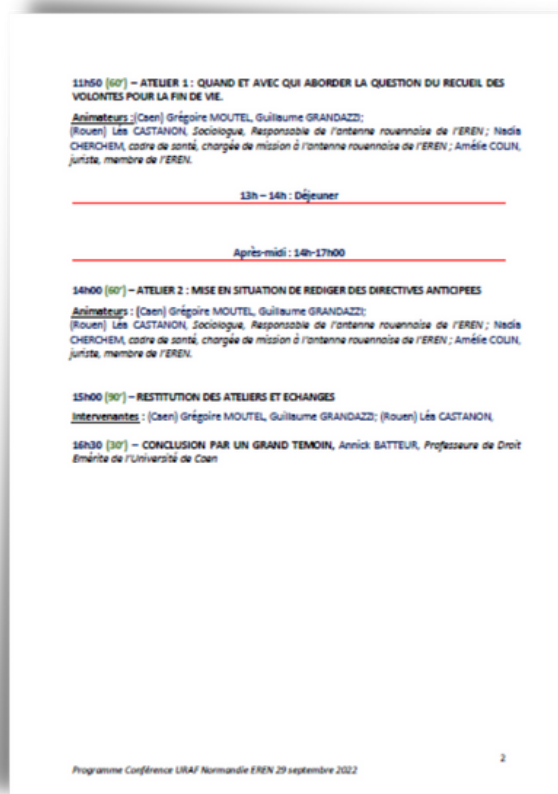 11h50 (60') – ATELIER 1 : QUAND ET AVEC QUI ABORDER LA QUESTION DU RECUEIL DES
VOLONTES POUR LA FIN DE VIE.
Animateurs :(Caen) Grégoire MOUTEL, Guillaume GRANDAZZI;
(Rouen) Léa CASTANON, Sociologue, Responsable de l'antenne rouennaise de l'EREN ; Nadia
CHERCHEM, cadre de santé, chargée de mission à l'antenne rouennaise de l'EREN ; Amélie COLIN,
juriste, membre de l'EREN.
13h – 14h : Déjeuner
Après-midi : 14h-17h00
14h00 (60') – ATELIER 2 : MISE EN SITUATION DE REDIGER DES DIRECTIVES ANTICIPEES
Animateurs : (Caen) Grégoire MOUTEL, Guillaume GRANDAZZI;
(Rouen) Léa CASTANON, Sociologue, Responsable de l'antenne rouennaise de l'EREN ; Nadia
CHERCHEM, cadre de santé, chargée de mission à l'antenne rouennaise de l'EREN ; Amélie COLIN,
juriste, membre de l'EREN.
15h00 (90') – RESTITUTION DES ATELIERS ET ECHANGES
Intervenantes : (Caen) Grégoire MOUTEL, Guillaume GRANDAZZI; (Rouen) Léa CASTANON,
16h30 (30') – CONCLUSION PAR UN GRAND TEMOIN, Annick BATTEUR, Professeure de Droit
Emérite de l'Université de Caen
2
Programme Conférence URAF Normandie EREN 29 septembre 2022